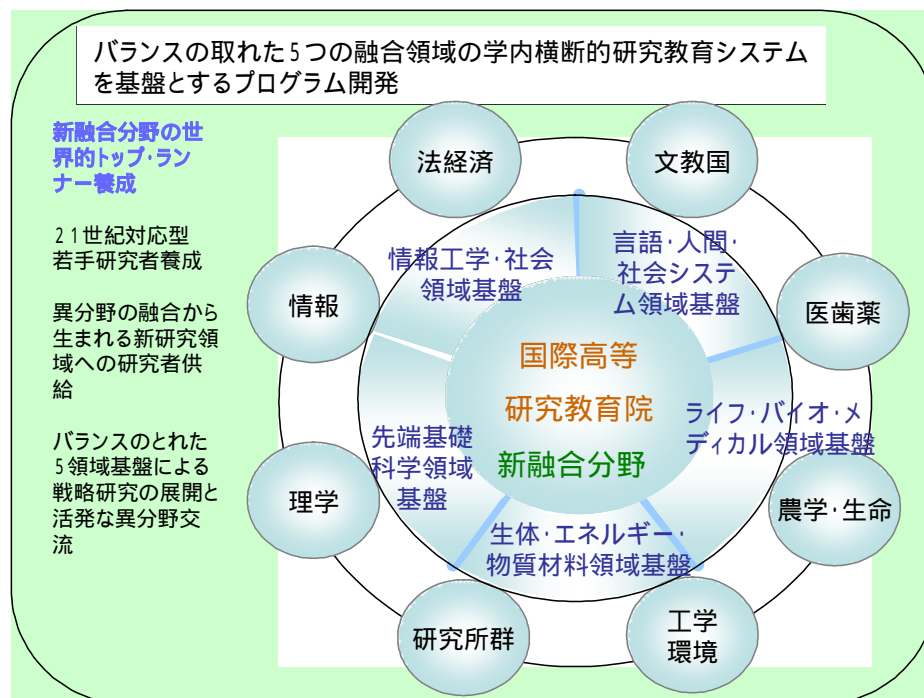 バランスの取れた5つの融合領域の学内横断的研究教育システム
を基盤とするプログラム開発
新融合分野の世
界的トップ・ラン
ナー養成
21世紀対応型
若手研究者養成
異分野の融合から
生まれる新研究領
域への研究者供
給
バランスのとれた
5領域基盤による
戦略研究の展開と
活発な異分野交
流
法経済
文教国
情報
医歯薬
理学
農学・生命
研究所群
工学
環境
情報工学・社会
領域基盤
言語・人間・
社会システ
ム領域基盤
ライフ・バイオ・メ
ディカル領域基盤
先端基礎
科学領域
基盤
生体・エネルギー・
物質材料領域基盤
国際高等
研究教育院
新融合分野